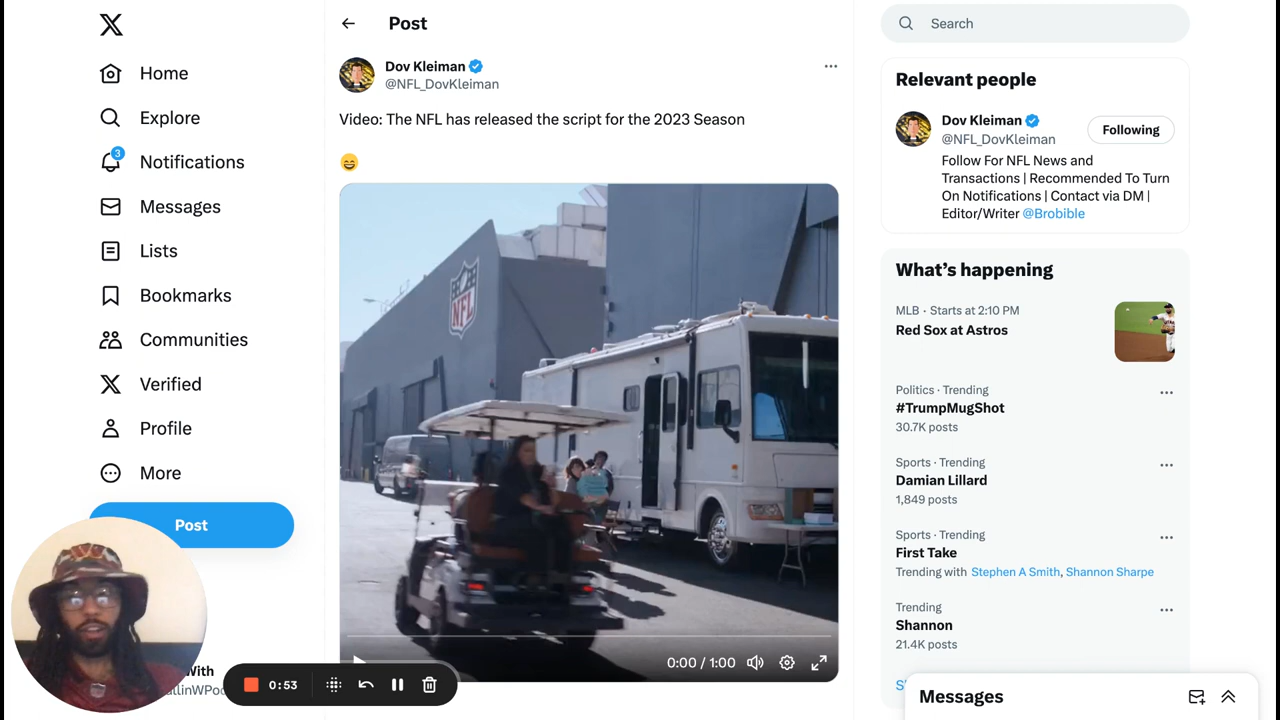 Home
Explore
3
Notifications
Messages
Lists
Bookmarks
Communities
Verified
Profile
More
Post
With
0:53
Post
Dov Kleiman
@NFL_DovKleiman
Video: The NFL has released the script for the 2023 Season
NFL
0:00 / 1:00
Search
Relevant people
Dov Kleiman
@NFL_DovKleiman
Following
Follow For NFL News and
Transactions | Recommended To Turn
On Notifications | Contact via DM |
Editor/Writer @Brobible
What's happening
MLB · Starts at 2:10 PM
Red Sox at Astros
Politics · Trending
#TrumpMugShot
30.7K posts
Sports · Trending
Damian Lillard
1,849 posts
Sports · Trending
First Take
Trending with Stephen A Smith, Shannon Sharpe
Trending
Shannon
21.4K posts
Messages